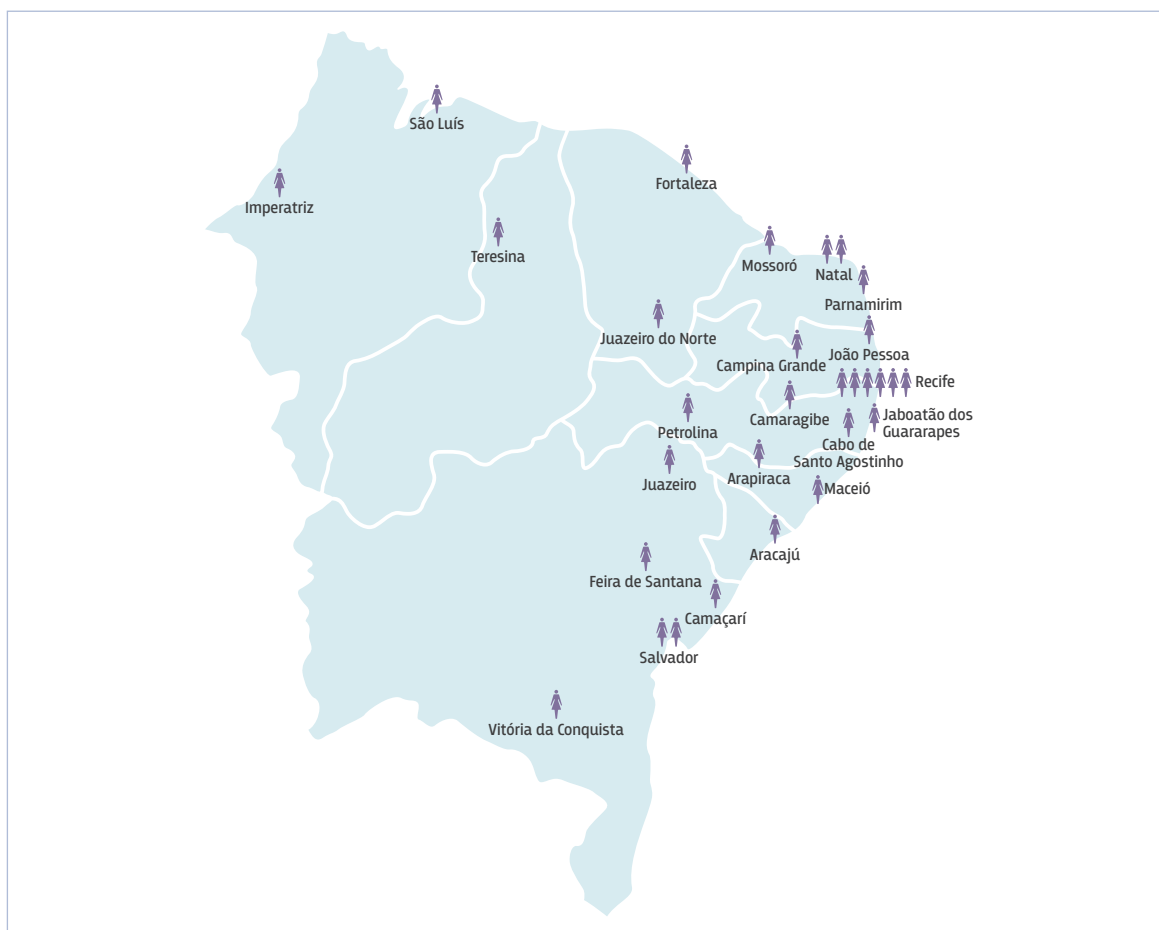 São Luís
Fortaleza
Imperatriz
Teresina
Mossoró
Natal
Parnamirim
Juazeiro do Norte
João Pessoa
Campina Grande
Recife
Camaragibe
Jaboatão dos
Guararapes
Petrolina
Cabo de
Santo Agostinho
Arapiraca
Juazeiro
Maceió
Aracajú
Feira de Santana
Camaçarí
Salvador
Vitória da Conquista